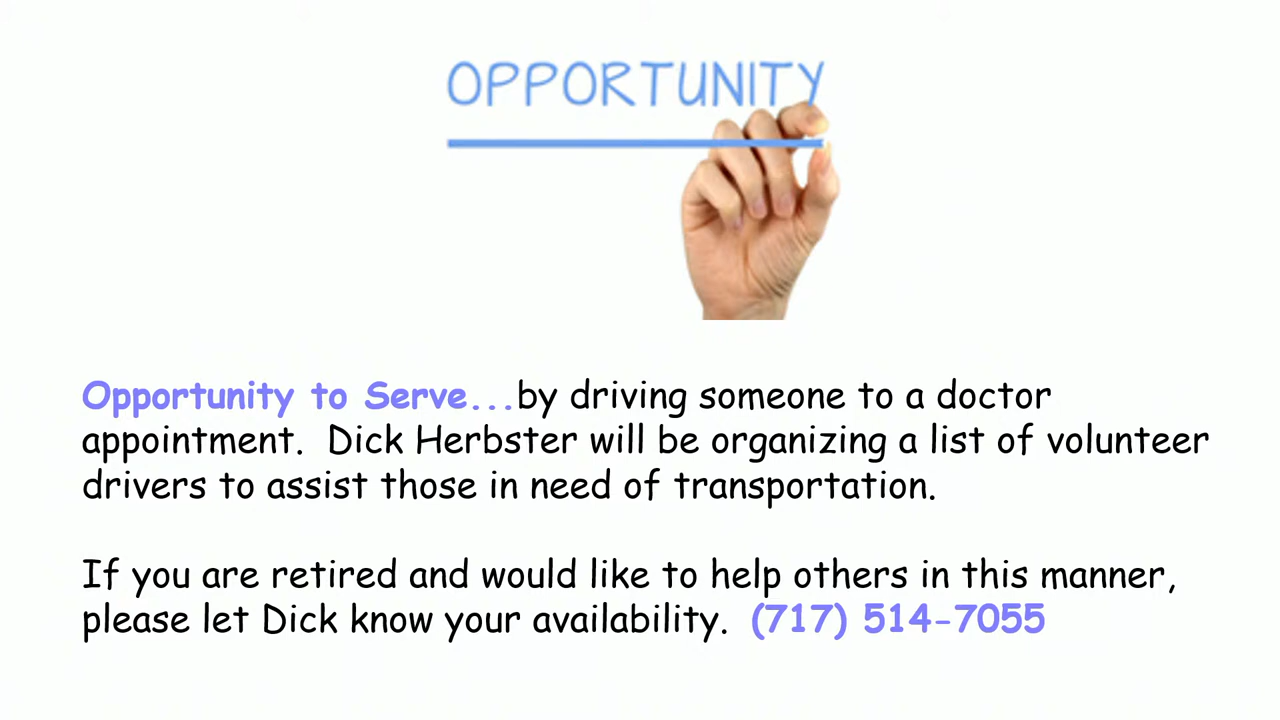 OPPORTUNITY
Opportunity to Serve...by driving someone to a doctor
appointment.  Dick Herbster will be organizing a list of volunteer
drivers to assist those in need of transportation.
If you are retired and would like to help others in this manner,
please let Dick know your availability.  (717) 514-7055